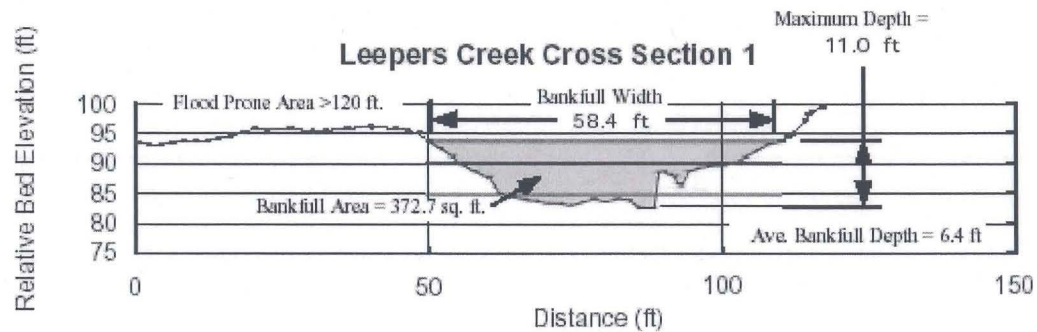 Maximum Depth =
11.0 ft
Leepers Creek Cross Section 1
Relative Bed Elevation (ft)
100
95
90
85
80
75
Flood Prone Area >120 ft.
Bankfull Width
58.4 ft
Bankfull Area = 372.7 sq. ft.
Ave. Bankfull Depth = 6.4 ft
0
50
100
150
Distance (ft)